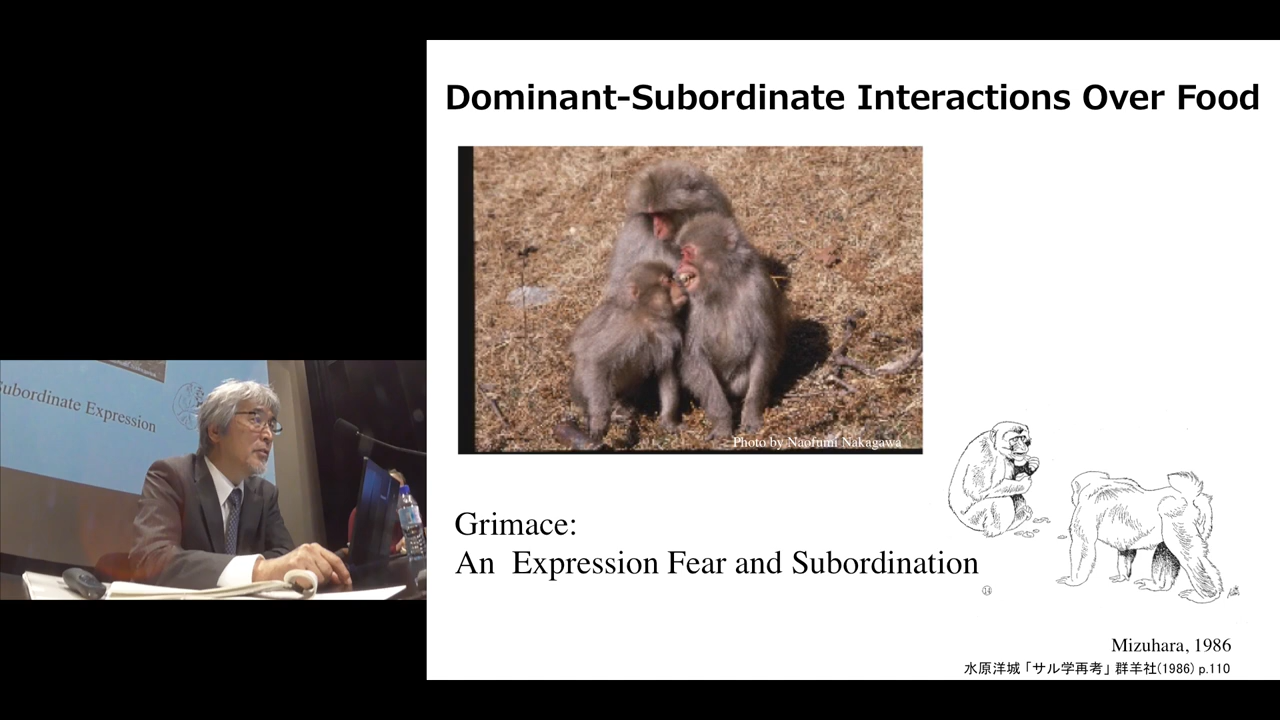 Dominant-Subordinate Interactions Over Food
Photo by Naofumi Nakagawa
Subordinate Expression
Grimace:
An  Expression Fear and Subordination
⑭
Mizuhara, 1986
水原洋城「サル学再考」群羊社(1986) p.110